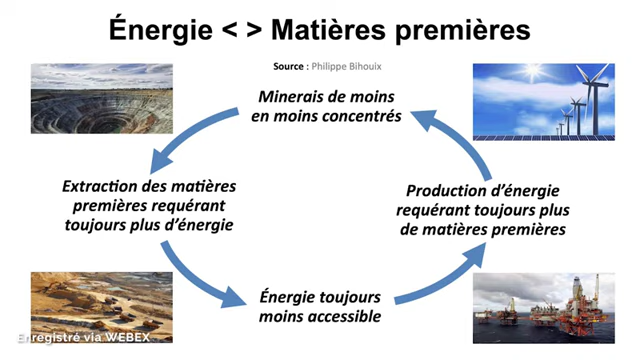 Énergie < > Matières premières
Source : Philippe Bihouix
Minerais de moins
en moins concentrés
Extraction des matières
premières requérant
toujours plus d’énergie
Production d’énergie
requérant toujours plus
de matières premières
Énergie toujours
moins accessible
Enregistré via WEBEX